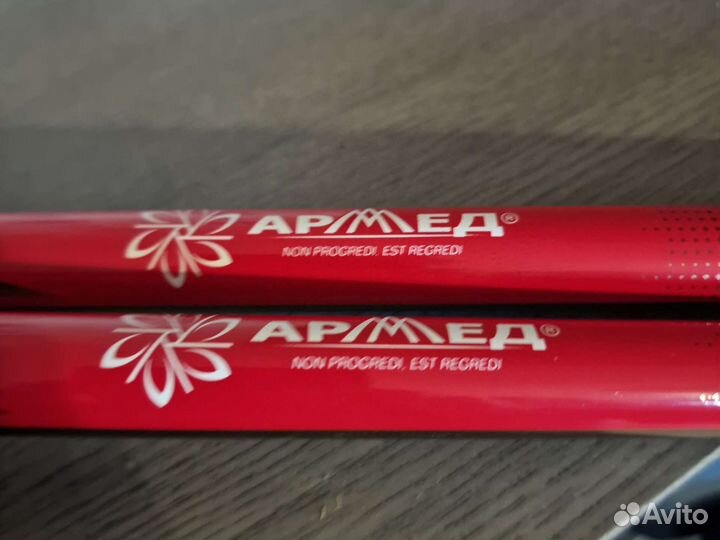 АРМЕД®
NON PROGREDI, EST REGREDI
АРМЕД®
NON PROGREDI, EST REGREDI
Avito